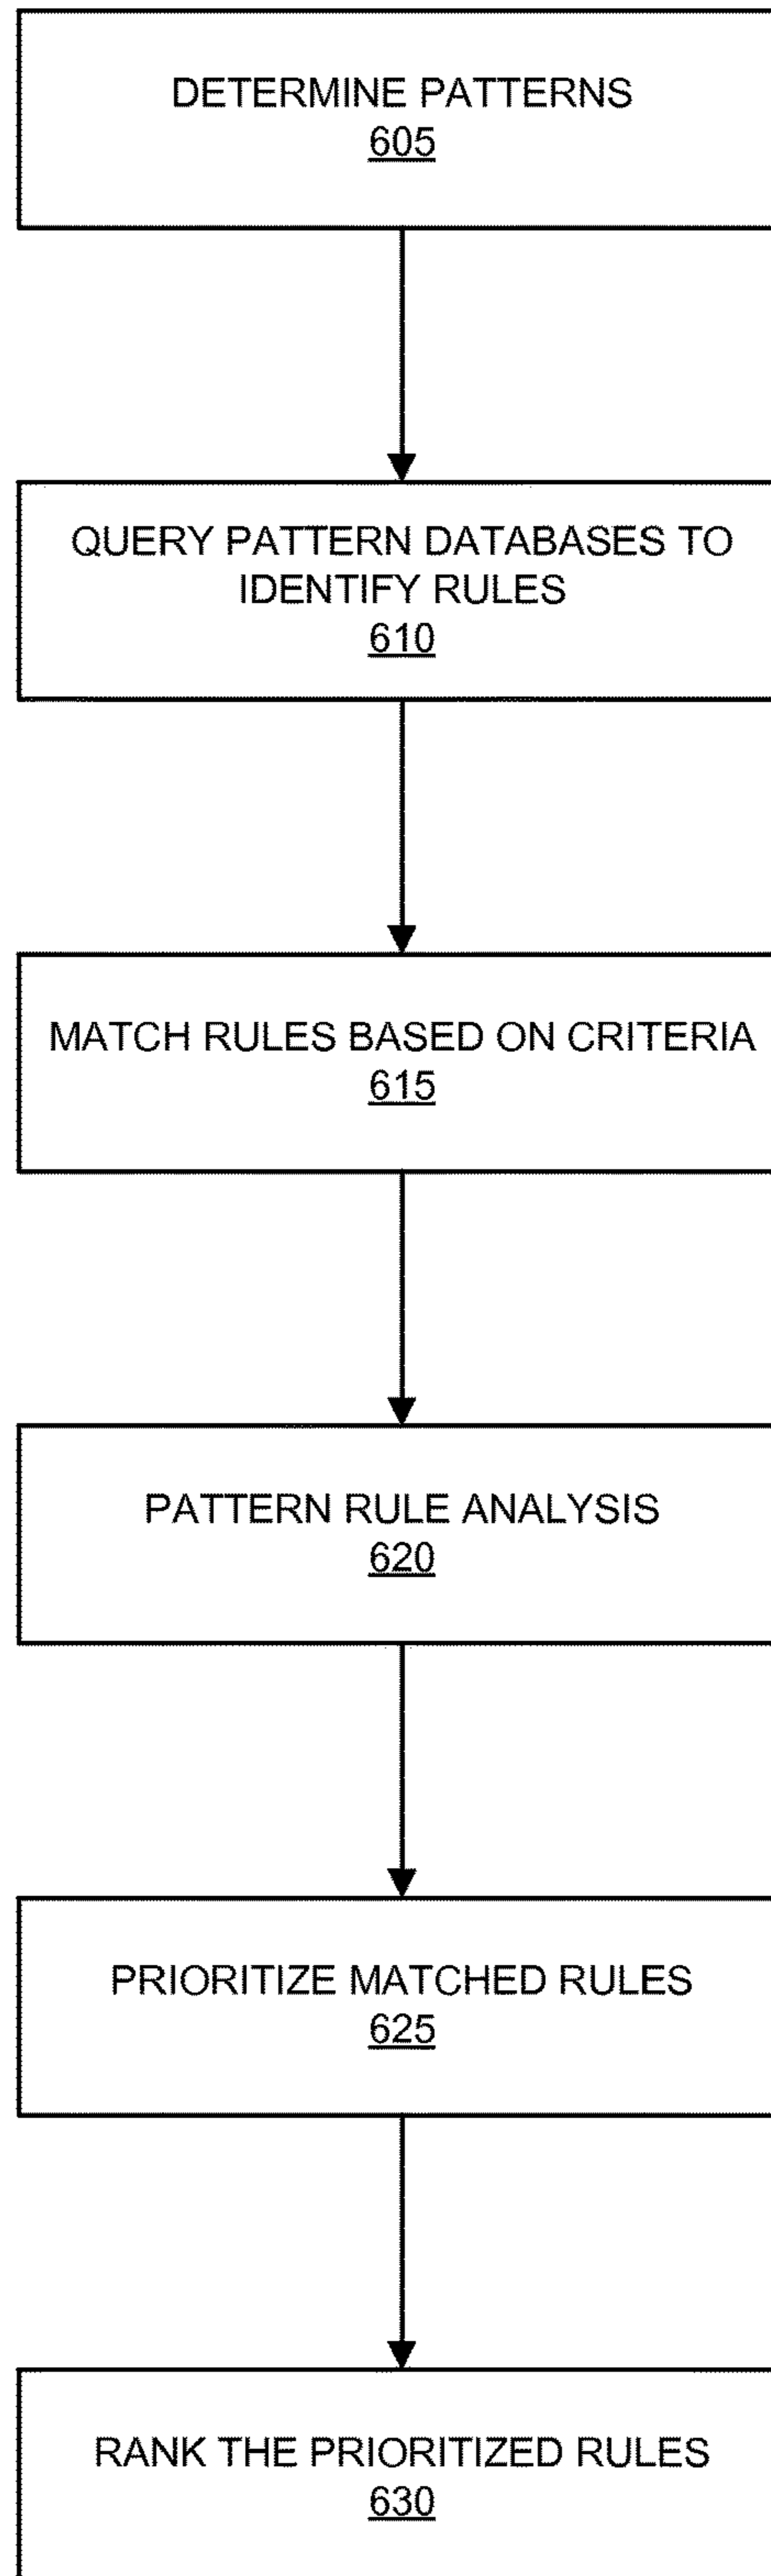 DETERMINE PATTERNS
605
QUERY PATTERN DATABASES TO
IDENTIFY RULES
610
MATCH RULES BASED ON CRITERIA
615
PATTERN RULE ANALYSIS
620
PRIORITIZE MATCHED RULES
625
RANK THE PRIORITIZED RULES
630